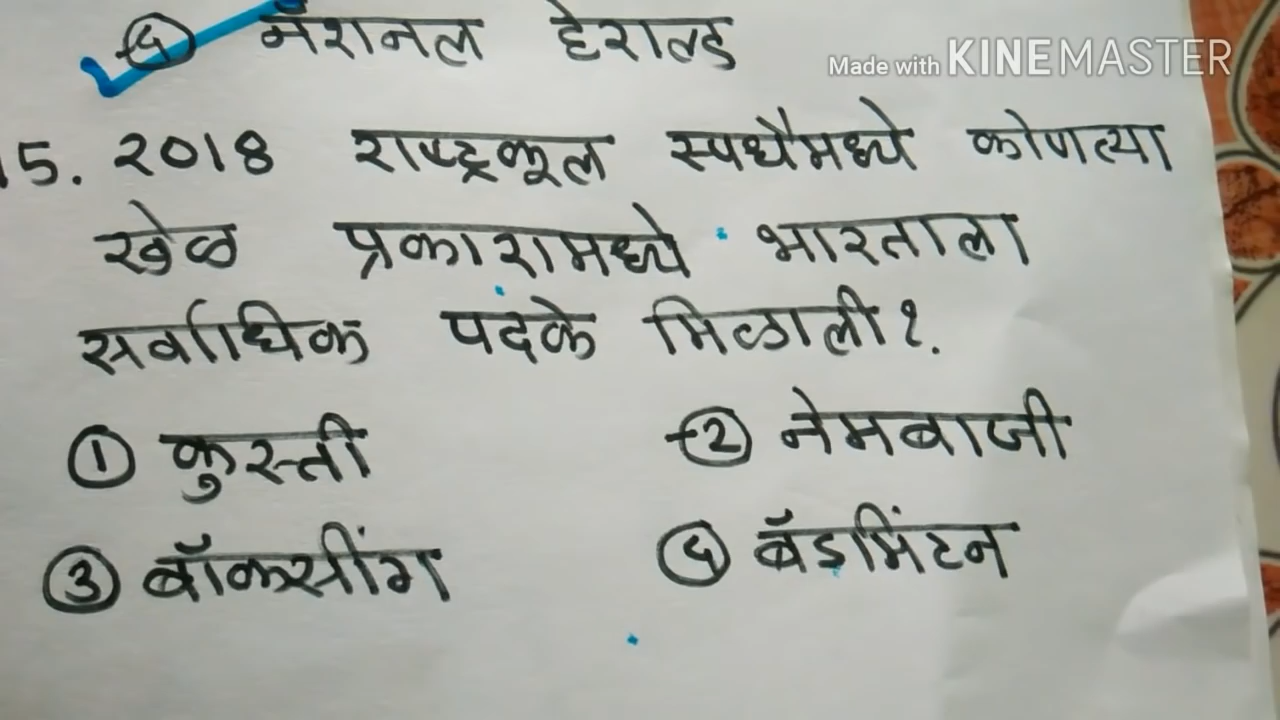 ④ नॅशनल हेराल्ड
Made with KINEMASTER
15. २018 राष्ट्रकूल स्पर्धेमध्ये कोणत्या
खेळ प्रकारामध्ये भारताला
सर्वाधिक पदके मिळाली?.
① कुस्ती ② नेमबाजी
③ बॉक्सींग ④ बॅडमिंटन